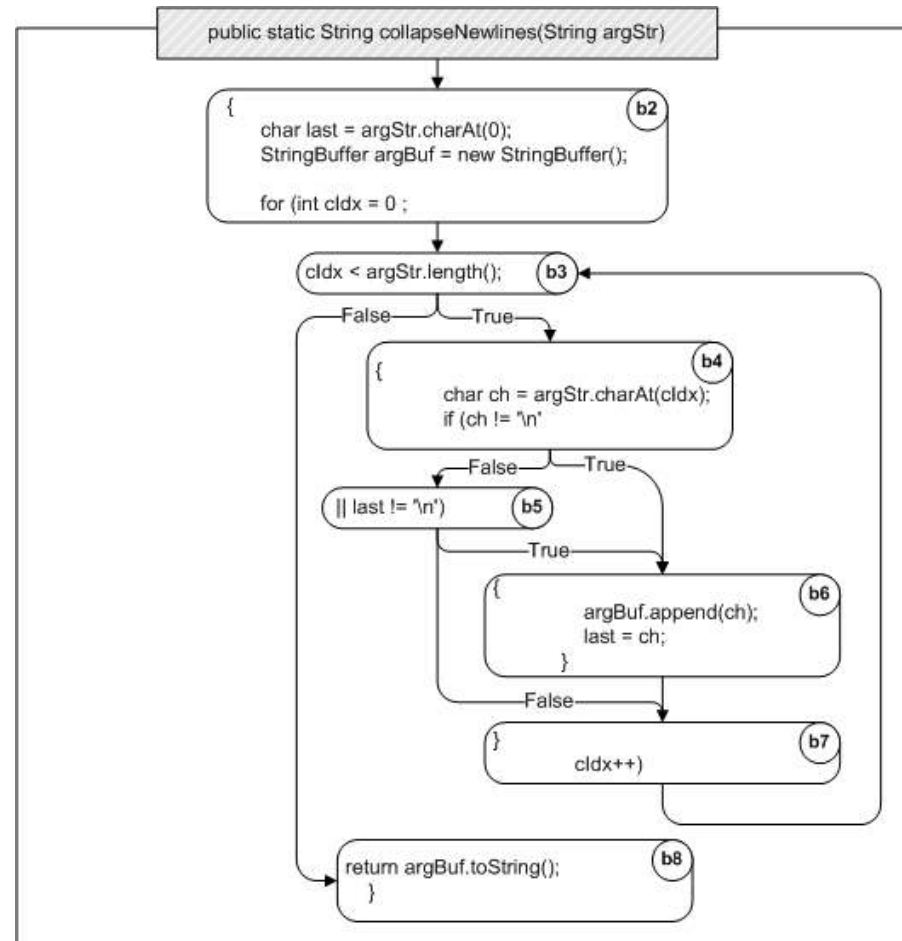 public static String collapseNewlines(String argStr)
{
b2
char last = argStr.charAt(0);
StringBuffer argBuf = new StringBuffer();
for (int cIdx = 0 ;
cIdx < argStr.length();
b3
False
True
{
b4
char ch = argStr.charAt(cIdx);
if (ch != '\n'
False
True
|| last != '\n')
b5
True
{
b6
argBuf.append(ch);
last = ch;
}
False
}
b7
cIdx++)
return argBuf.toString();
b8
}